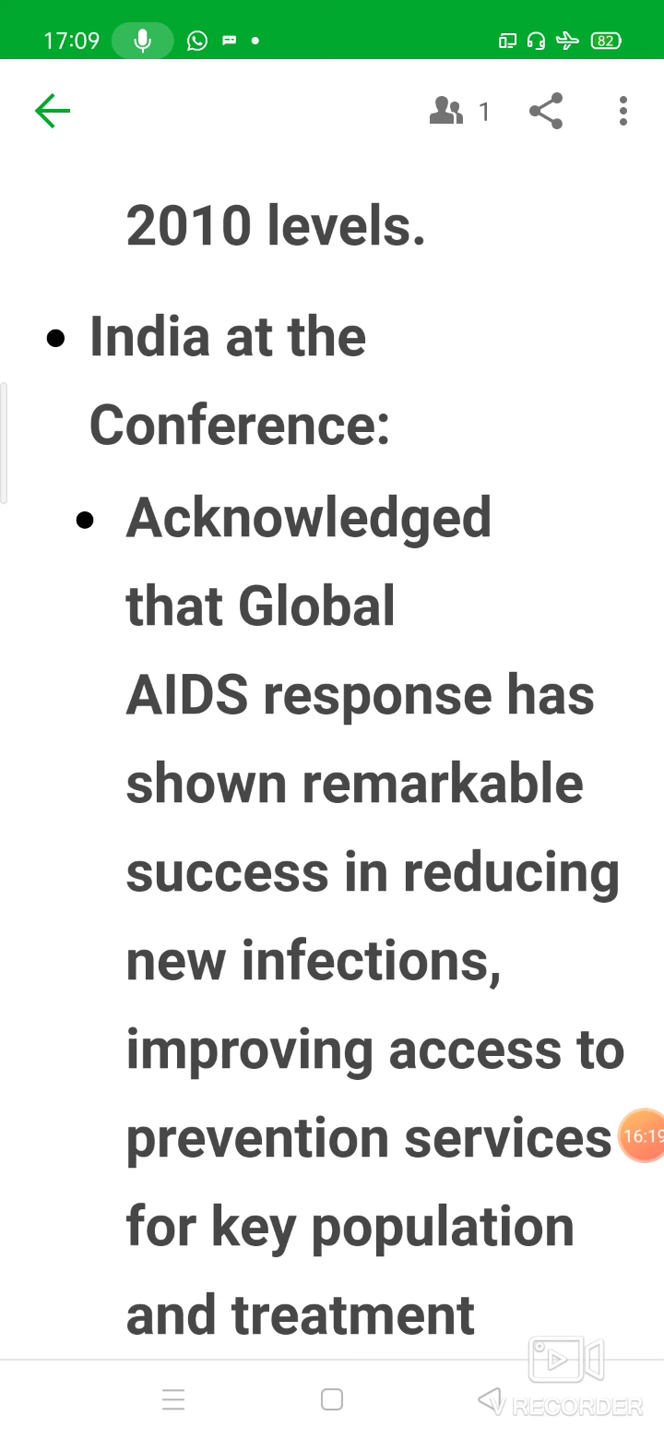 17:09
82
1
2010 levels.
India at the
Conference:
Acknowledged
that Global
AIDS response has
shown remarkable
success in reducing
new infections,
improving access to
prevention services
16:19
for key population
and treatment
V RECORDER